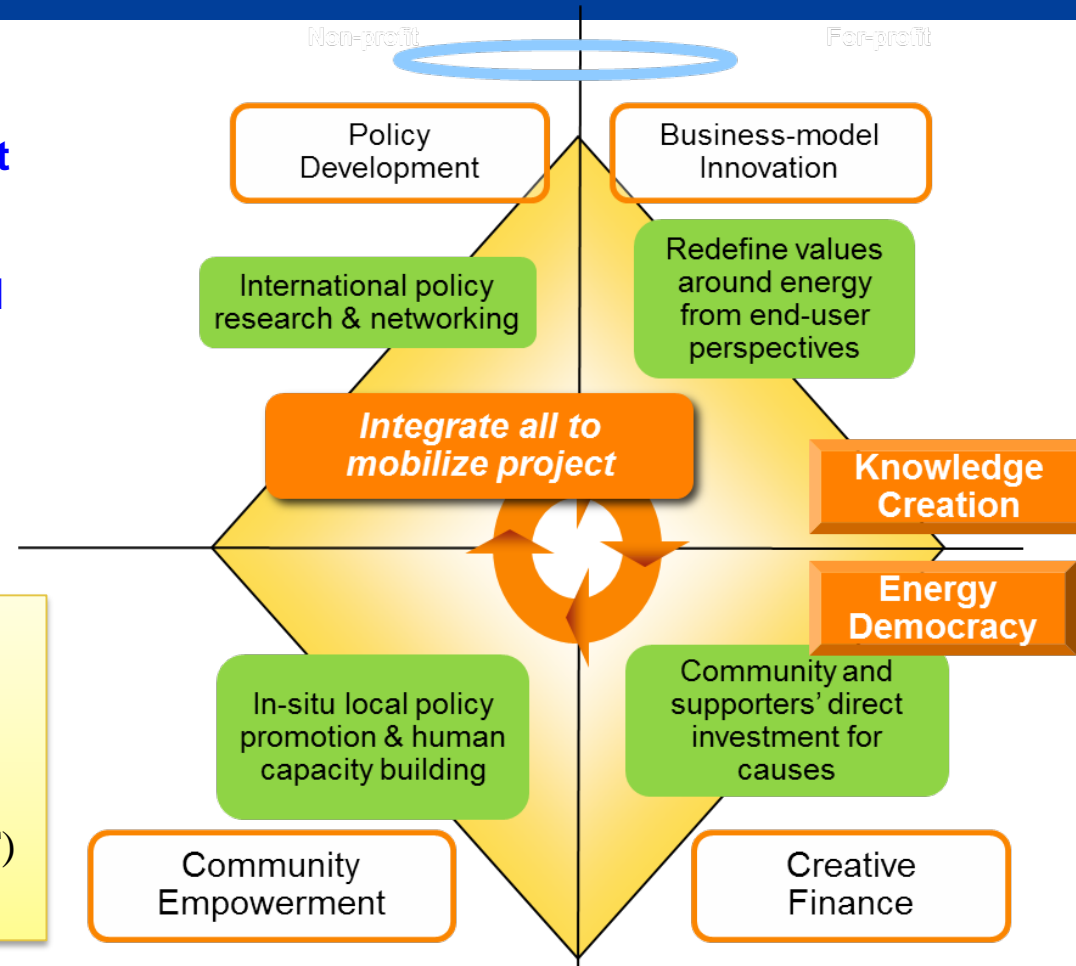 Non-profit
For-profit
Policy
Development
Business-model
Innovation
International policy
research & networking
Redefine values
around energy
from end-user
perspectives
Integrate all to
mobilize project
Knowledge
Creation
Energy
Democracy
In-situ local policy
promotion & human
capacity building
Community and
supporters’ direct
investment for
causes
Community
Empowerment
Creative
Finance